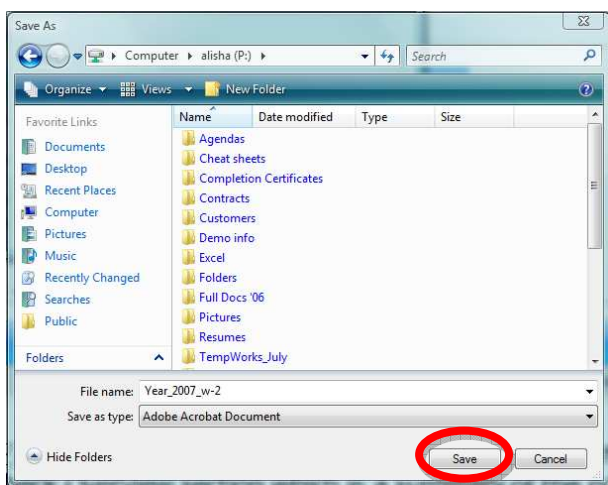 Save As
Computer ▸ alisha (P:) ▸ Search
Organize Views New Folder
Favorite Links
Documents
Desktop
Recent Places
Computer
Pictures
Music
Recently Changed
Searches
Public
Folders
Name Date modified Type Size
Agendas
Cheat sheets
Completion Certificates
Contracts
Customers
Demo info
Excel
Folders
Full Docs '06
Pictures
Resumes
TempWorks_July
File name: Year_2007_w-2
Save as type: Adobe Acrobat Document
Hide Folders Save Cancel